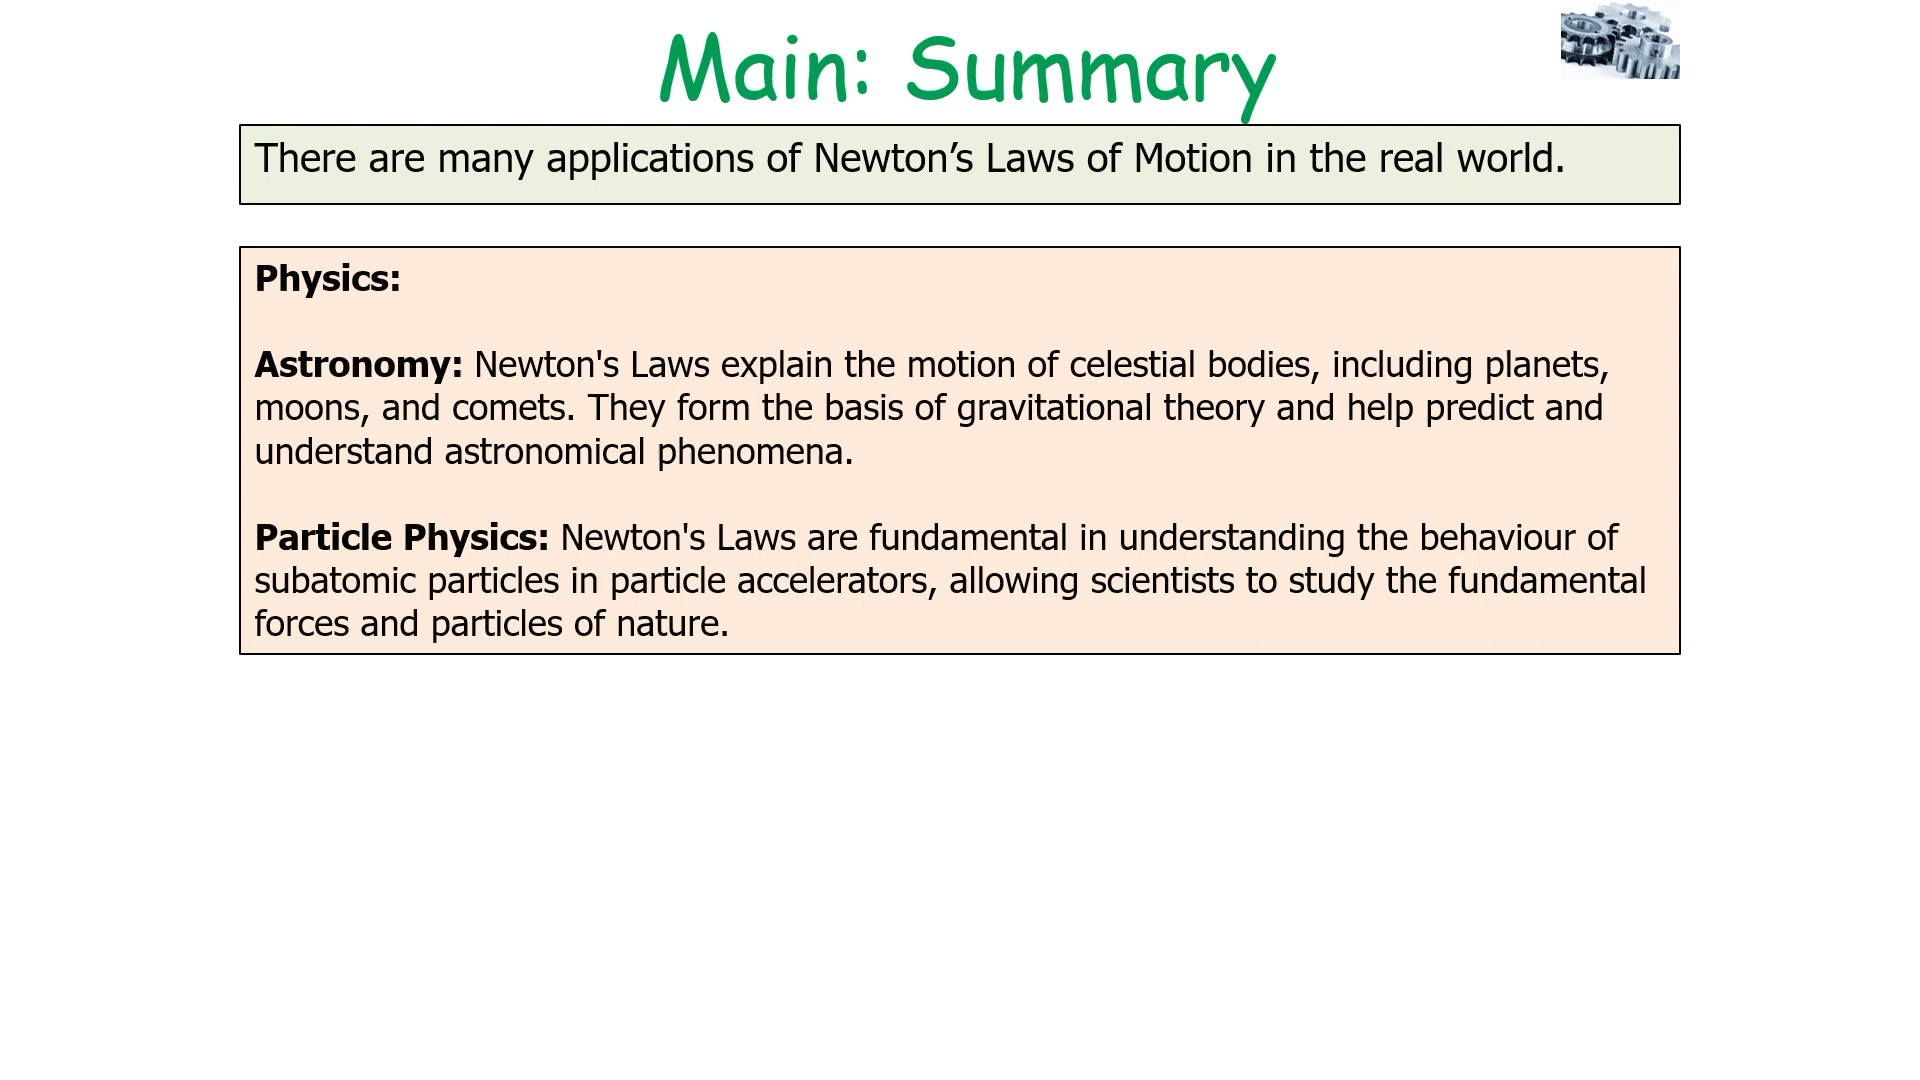 Main: Summary
There are many applications of Newton’s Laws of Motion in the real world.
Physics:
Astronomy: Newton's Laws explain the motion of celestial bodies, including planets,
moons, and comets. They form the basis of gravitational theory and help predict and
understand astronomical phenomena.
Particle Physics: Newton's Laws are fundamental in understanding the behaviour of
subatomic particles in particle accelerators, allowing scientists to study the fundamental
forces and particles of nature.